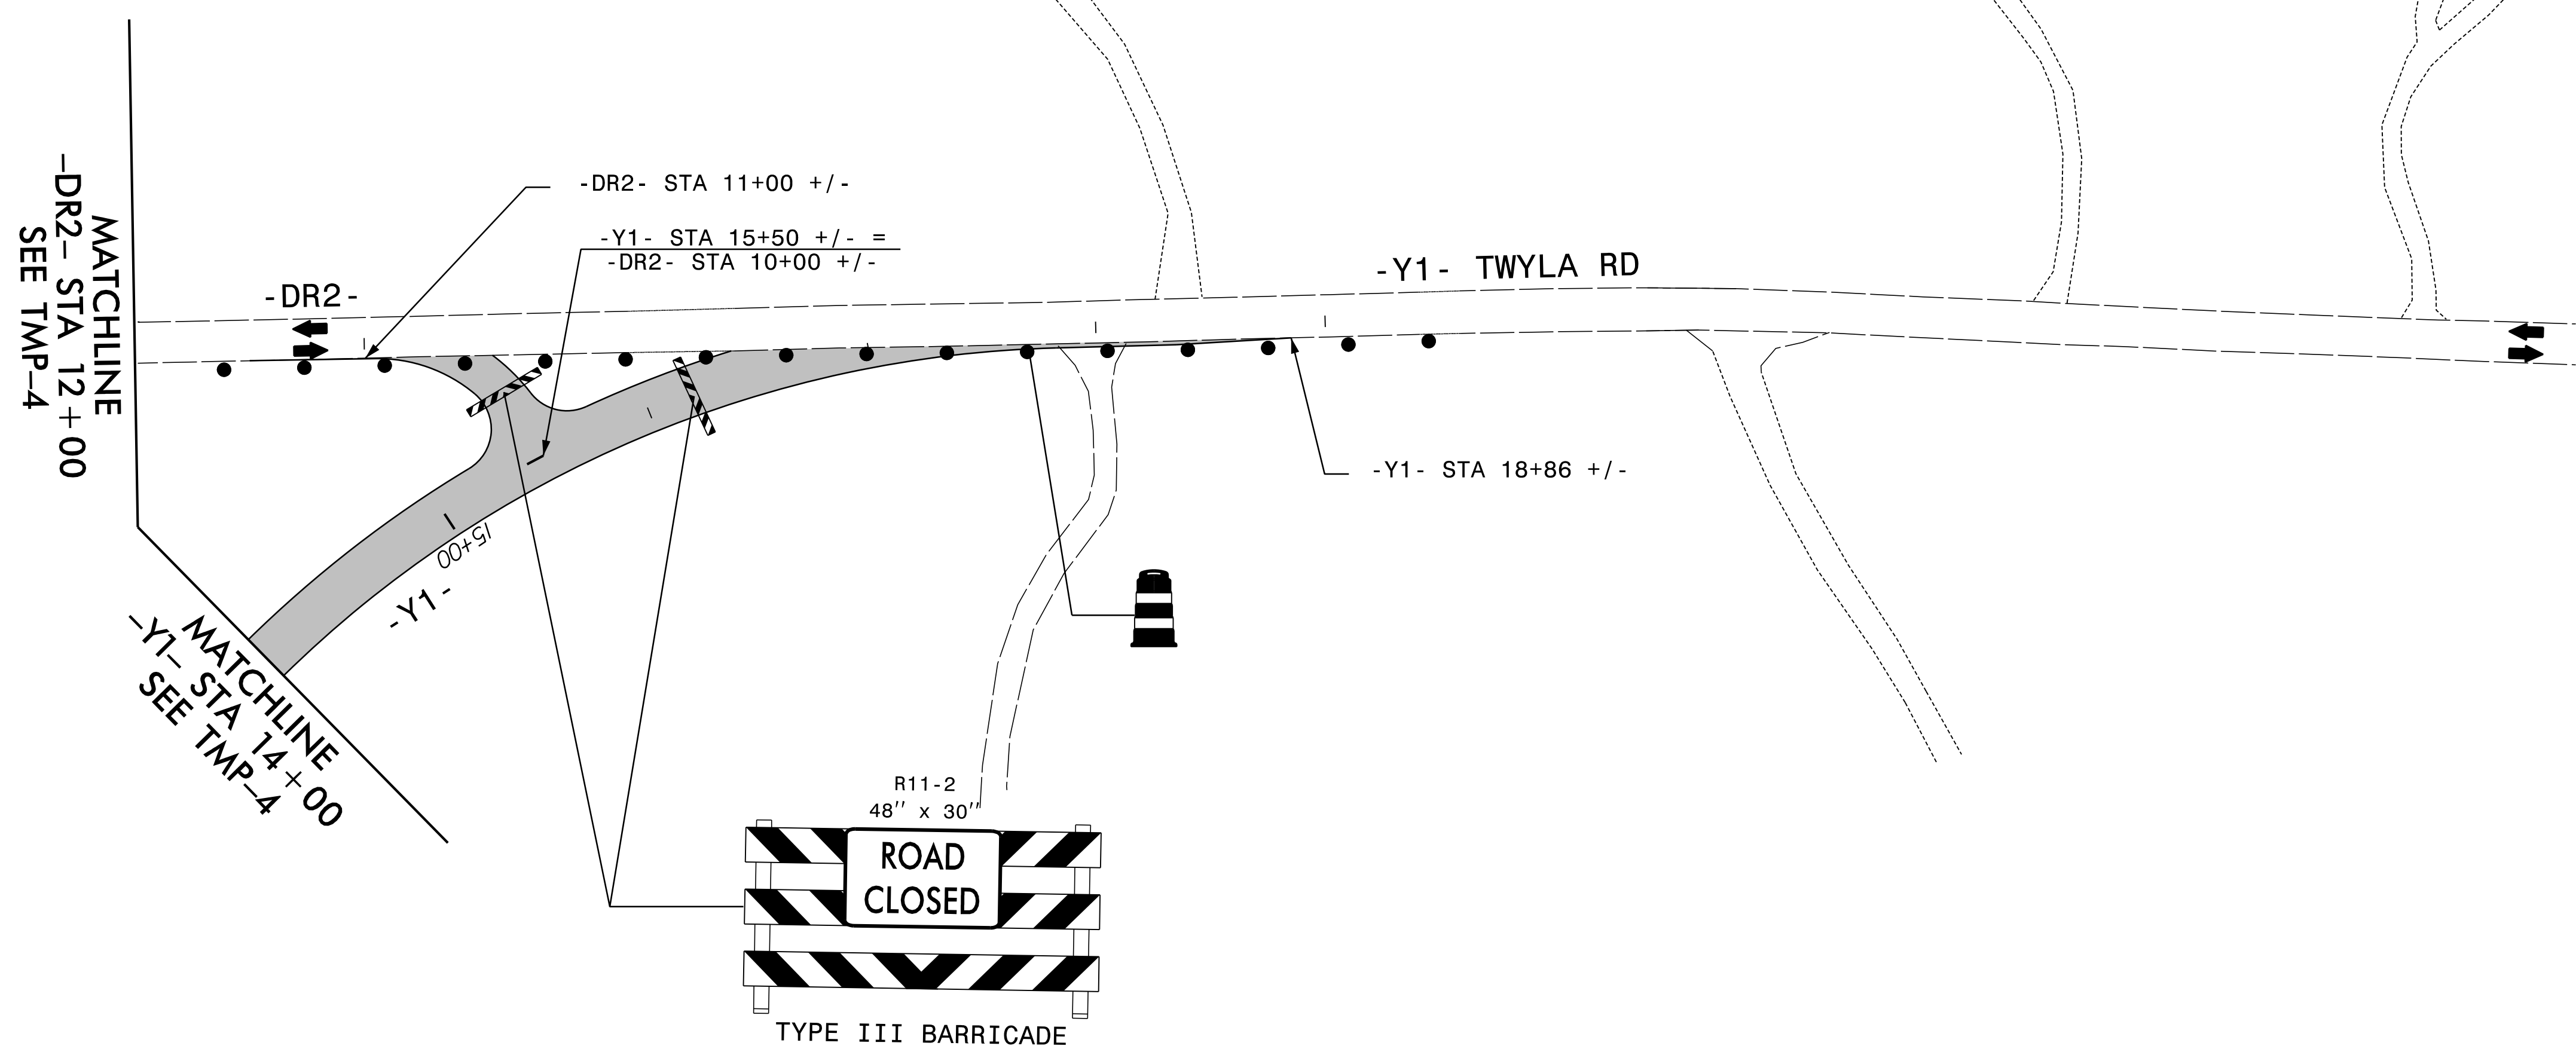 -DR2- STA 11+00 +/-
-Y1- STA 15+50 +/- =
-DR2- STA 10+00 +/-
MATCHLINE
-DR2- STA 12+00
SEE TMP-4
-DR2-
-Y1- TWYLA RD
-Y1- STA 18+86 +/-
15+00
-Y1-
MATCHLINE
-Y1- STA 14+00
SEE TMP-4
R11-2
48" x 30"
ROAD
CLOSED
TYPE III BARRICADE